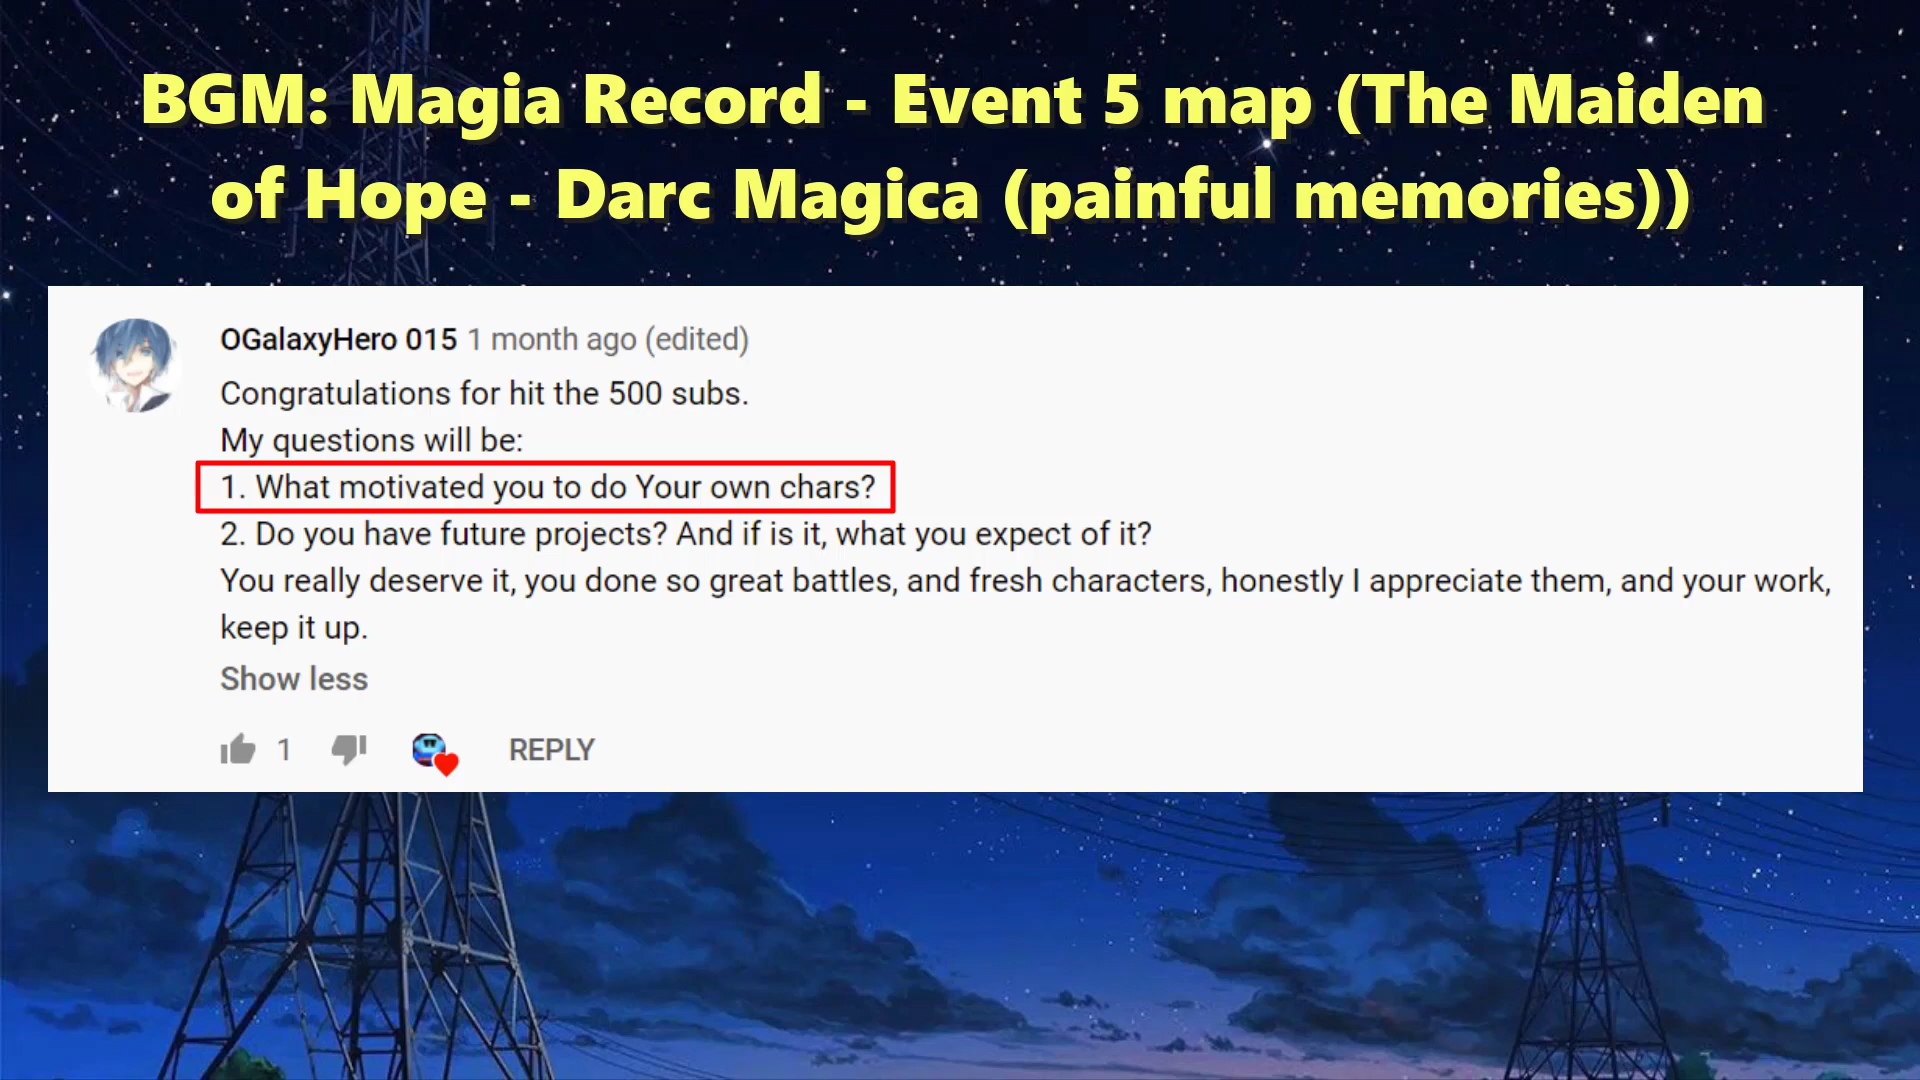 BGM: Magia Record - Event 5 map (The Maiden
of Hope - Darc Magica (painful memories))
OGalaxyHero 015 1 month ago (edited)
Congratulations for hit the 500 subs.
My questions will be:
1. What motivated you to do Your own chars?
2. Do you have future projects? And if is it, what you expect of it?
You really deserve it, you done so great battles, and fresh characters, honestly I appreciate them, and your work,
keep it up.
Show less
1 REPLY